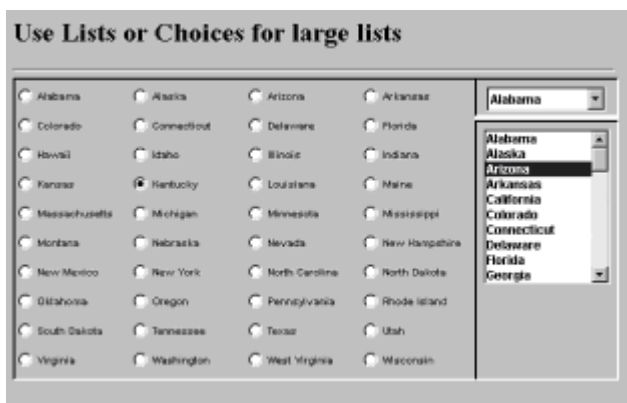 Use Lists or Choices for large lists
Alabama Alaska Arizona Arkansas
Colorado Connecticut Delaware Florida
Hawaii Idaho Illinois Indiana
Kansas Kentucky Louisiana Maine
Massachusetts Michigan Minnesota Mississippi
Montana Nebraska Nevada New Hampshire
New Mexico New York North Carolina North Dakota
Oklahoma Oregon Pennsylvania Rhode Island
South Dakota Tennessee Texas Utah
Virginia Washington West Virginia Wisconsin
Alabama
Alabama
Alaska
Arizona
Arkansas
California
Colorado
Connecticut
Delaware
Florida
Georgia